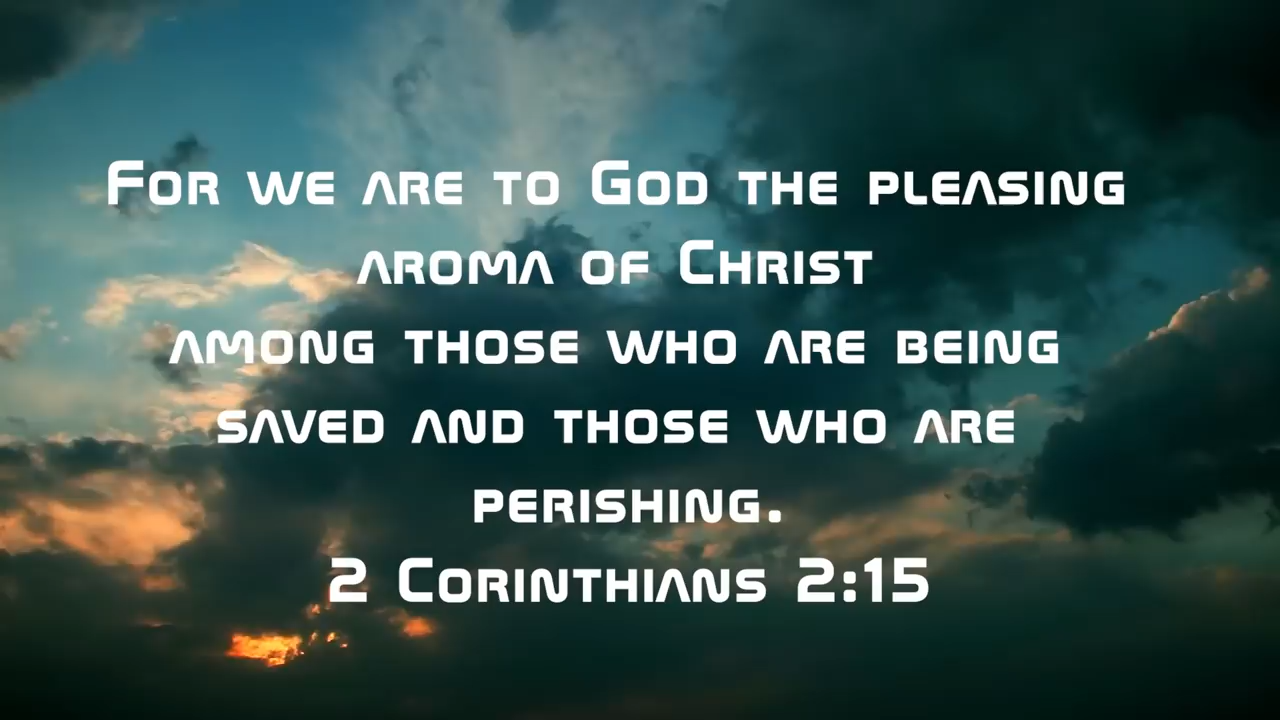 For we are to God the pleasing
aroma of Christ
among those who are being
saved and those who are
perishing.
2 Corinthians 2:15